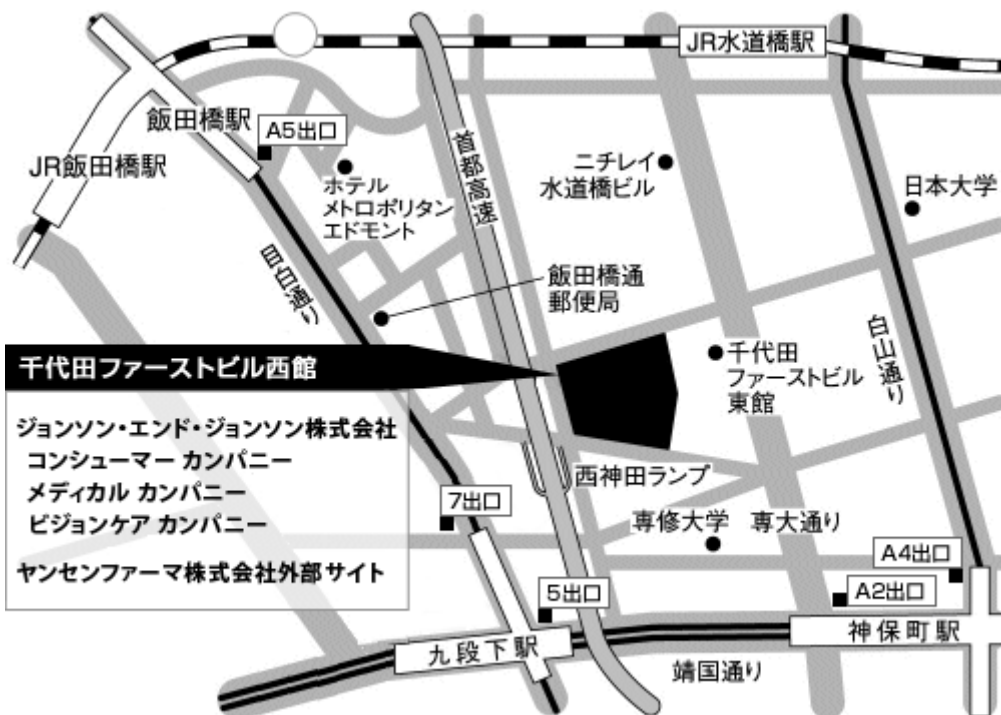 JR水道橋駅
飯田橋駅
A5出口
JR飯田橋駅
ホテル
メトロポリタン
エドモント
首都高速
ニチレイ
水道橋ビル
日本大学
目白通り
飯田橋通
郵便局
白山通り
千代田ファーストビル西館
千代田
ファーストビル
東館
ジョンソン・エンド・ジョンソン株式会社
コンシューマー カンパニー
メディカル カンパニー
ビジョンケア カンパニー
ヤンセンファーマ株式会社外部サイト
西神田ランプ
7出口
専修大学
専大通り
A4出口
A2出口
5出口
九段下駅
神保町駅
靖国通り